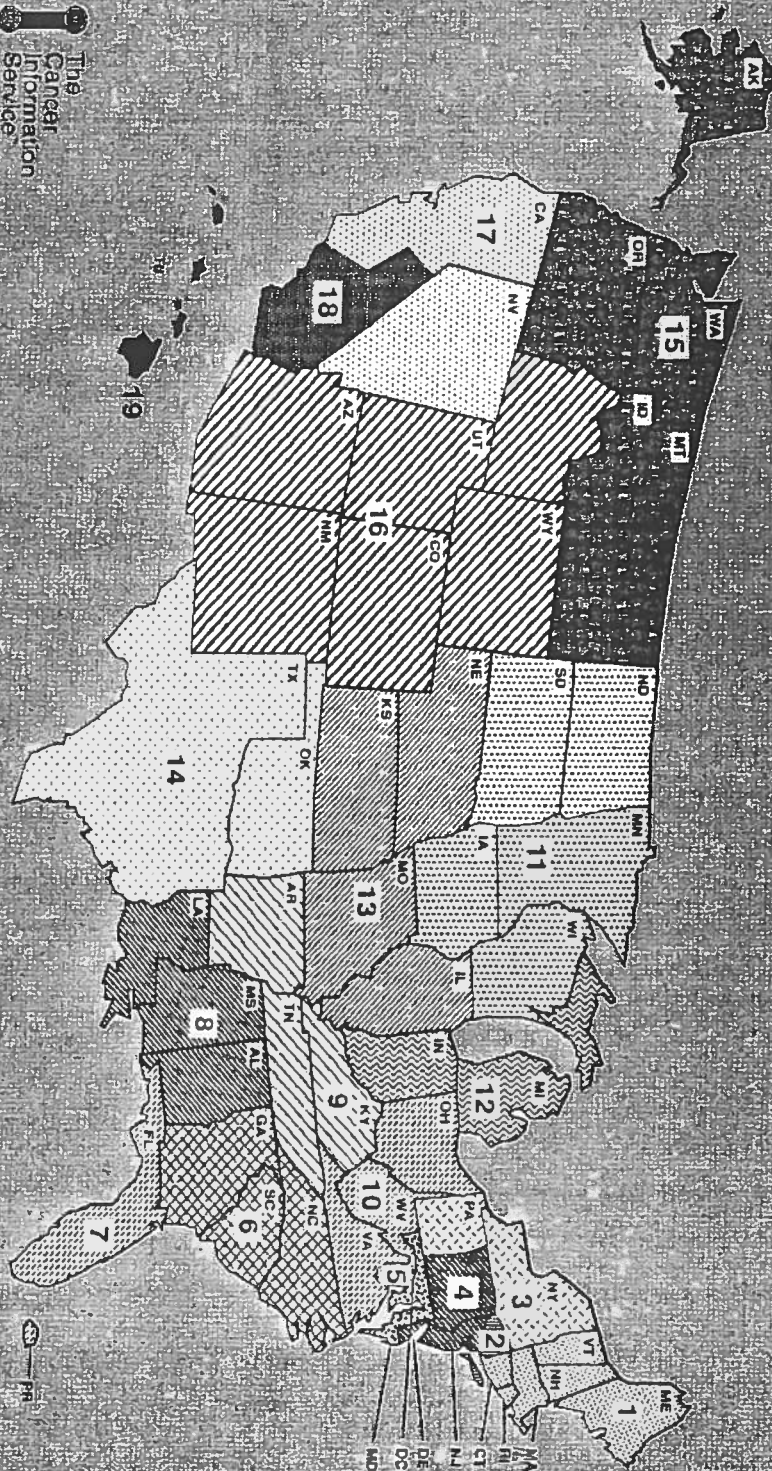 The
Cancer
Information
Service℠
AK
WA
OR
15
ID
MT
ND
SD
MN
11
WI
MI
12
ME
1
VT
NH
NY
3
MA
RI
CT
2
NJ
DE
DC
MD
PA
4
5
CA
17
NV
UT
WY
NE
IA
IL
IN
OH
WV
10
VA
18
AZ
16
CO
NM
KS
MO
13
KY
9
TN
NC
SC
6
GA
TX
14
OK
AR
LA
MS
8
AL
FL
7
19
PR